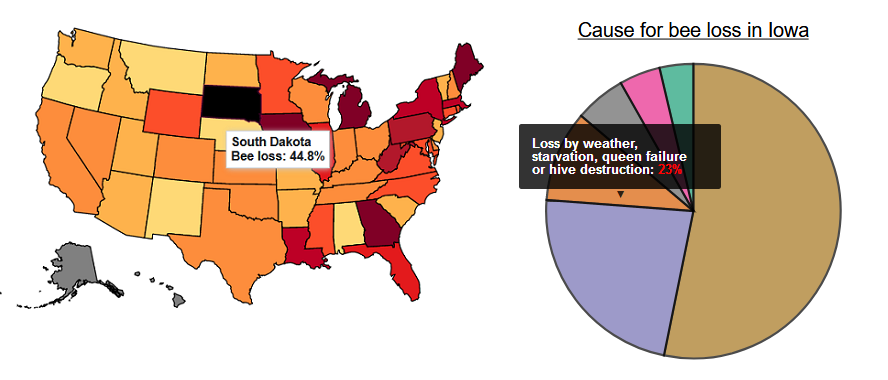 Cause for bee loss in Iowa
South Dakota
Bee loss: 44.8%
Loss by weather,
starvation, queen failure
or hive destruction: 23%